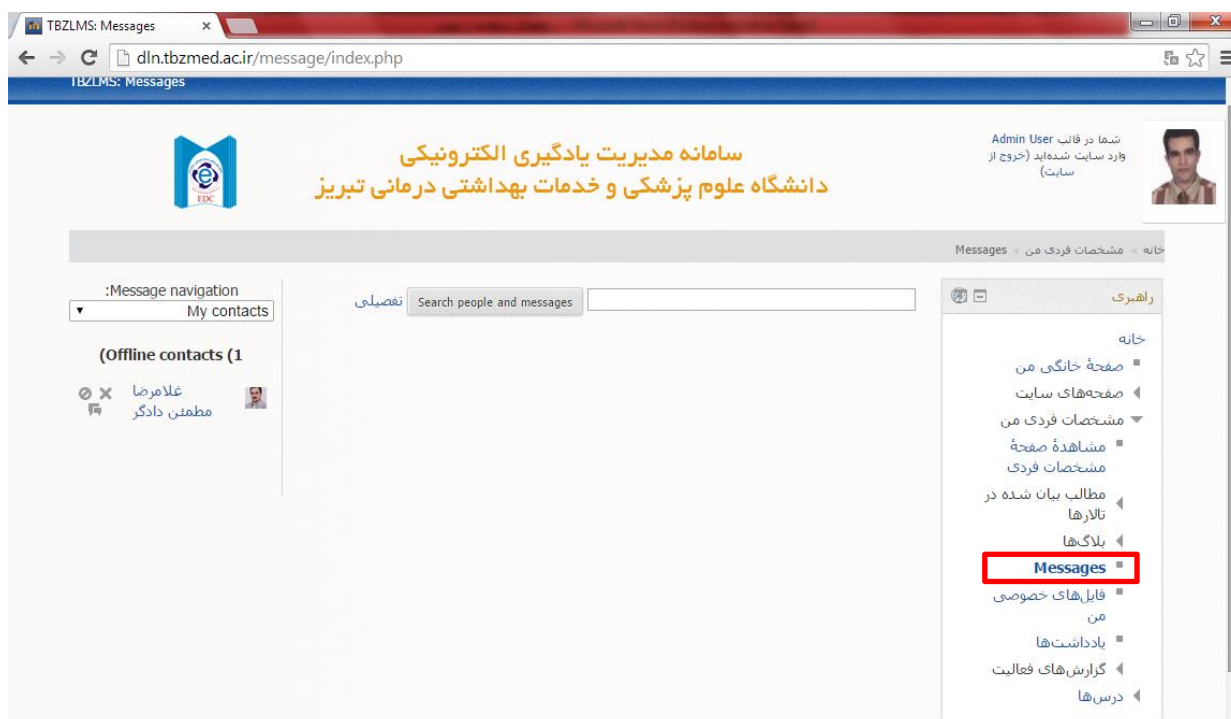 TBZLMS: Messages
dln.tbzmed.ac.ir/message/index.php
TBZLMS: Messages
شما در قالب Admin User
وارد سایت شده‌اید (خروج از
سایت)
سامانه مدیریت یادگیری الکترونیکی
دانشگاه علوم پزشکی و خدمات بهداشتی درمانی تبریز
e
EDC
خانه
مشخصات فردی من
Messages
راهبری
خانه
صفحهٔ خانگی من
صفحه‌های سایت
مشخصات فردی من
مشاهدهٔ صفحهٔ
مشخصات فردی
مطالب بیان شده در
تالارها
بلاگ‌ها
Messages
فایل‌های خصوصی
من
یادداشت‌ها
گزارش‌های فعالیت
درس‌ها
Search people and messages
تفصیلی
:Message navigation
My contacts
(Offline contacts (1
غلامرضا
مطمئن دادگر